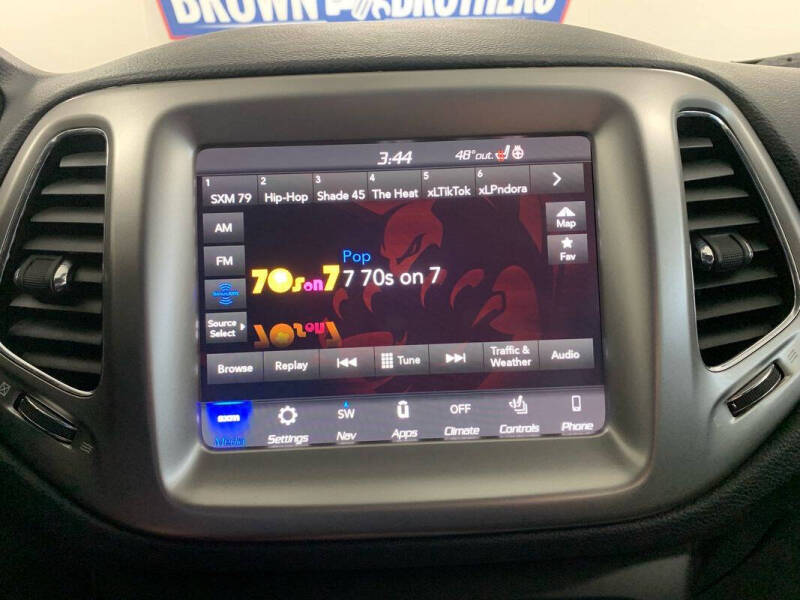 BROWN BROTHERS
3:44 48° out.
1 2 3 4 5 6
SXM 79 Hip-Hop Shade 45 The Heat xLTikTok xLPndora
AM
Map
FM
Pop
Fav
70s on 7 7 70s on 7
Source
Select
Browse Replay Tune Traffic & Weather Audio
sxm SW OFF
Media Settings Nav Apps Climate Controls Phone